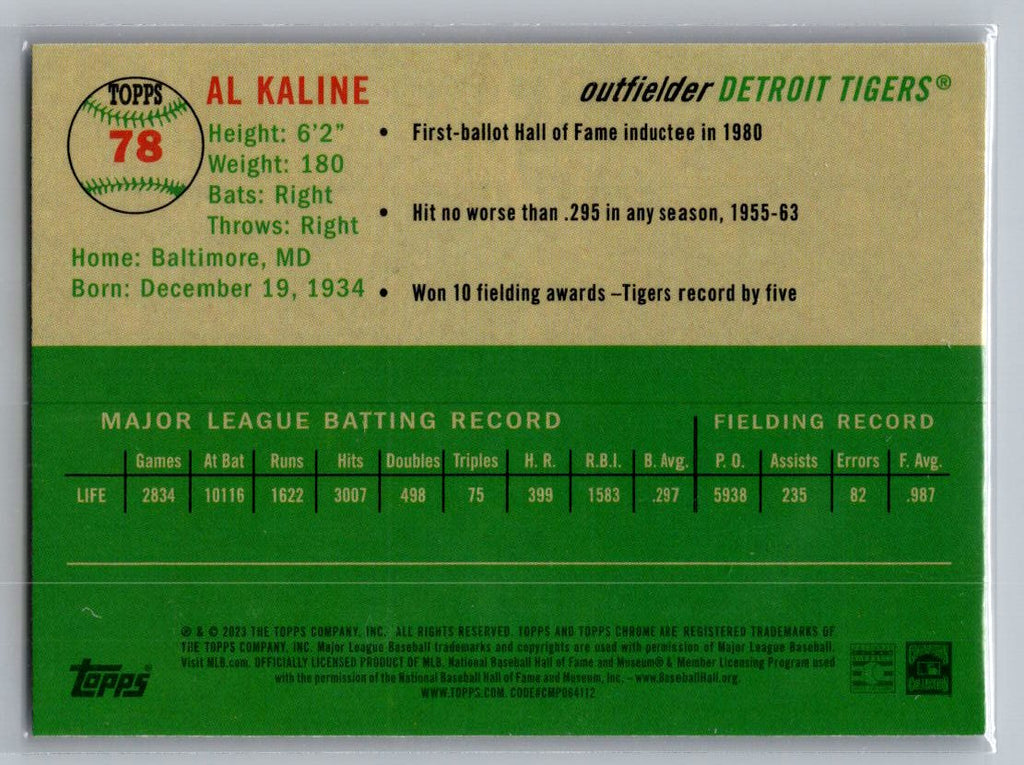 TOPPS
78
AL KALINE
outfielder DETROIT TIGERS®
Height: 6'2"
Weight: 180
Bats: Right
Throws: Right
Home: Baltimore, MD
Born: December 19, 1934
• First-ballot Hall of Fame inductee in 1980
• Hit no worse than .295 in any season, 1955-63
• Won 10 fielding awards –Tigers record by five
MAJOR LEAGUE BATTING RECORD FIELDING RECORD
Games At Bat Runs Hits Doubles Triples H. R. R.B.I. B. Avg. P. O. Assists Errors F. Avg.
LIFE 2834 10116 1622 3007 498 75 399 1583 .297 5938 235 82 .987
® & © 2023 THE TOPPS COMPANY, INC. ALL RIGHTS RESERVED. TOPPS AND TOPPS CHROME ARE REGISTERED TRADEMARKS OF
THE TOPPS COMPANY, INC. Major League Baseball trademarks and copyrights are used with permission of Major League Baseball.
Visit MLB.com. OFFICIALLY LICENSED PRODUCT OF MLB. National Baseball Hall of Fame and Museum® & Member Licensing Program used
with the permission of the National Baseball Hall of Fame and Museum, Inc. – www.BaseballHall.org.
WWW.TOPPS.COM. CODE#CMP084112
topps®